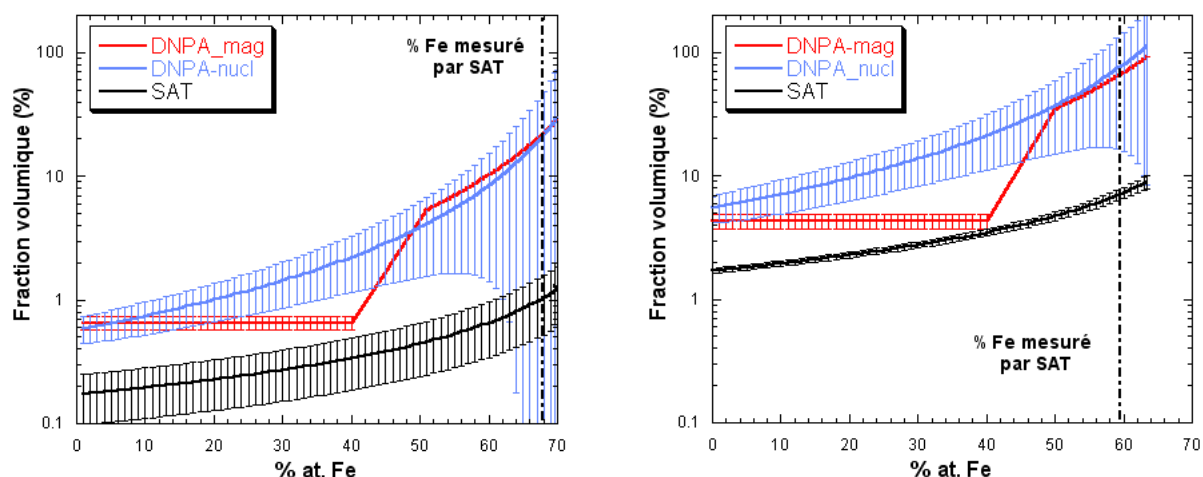 DNPA_mag
DNPA-nucl
SAT
% Fe mesuré
par SAT
100
10
1
0.1
Fraction volumique (%)
0 10 20 30 40 50 60 70
% at. Fe
DNPA-mag
DNPA_nucl
SAT
% Fe mesuré
par SAT
100
10
1
0.1
Fraction volumique (%)
0 10 20 30 40 50 60 70
% at. Fe